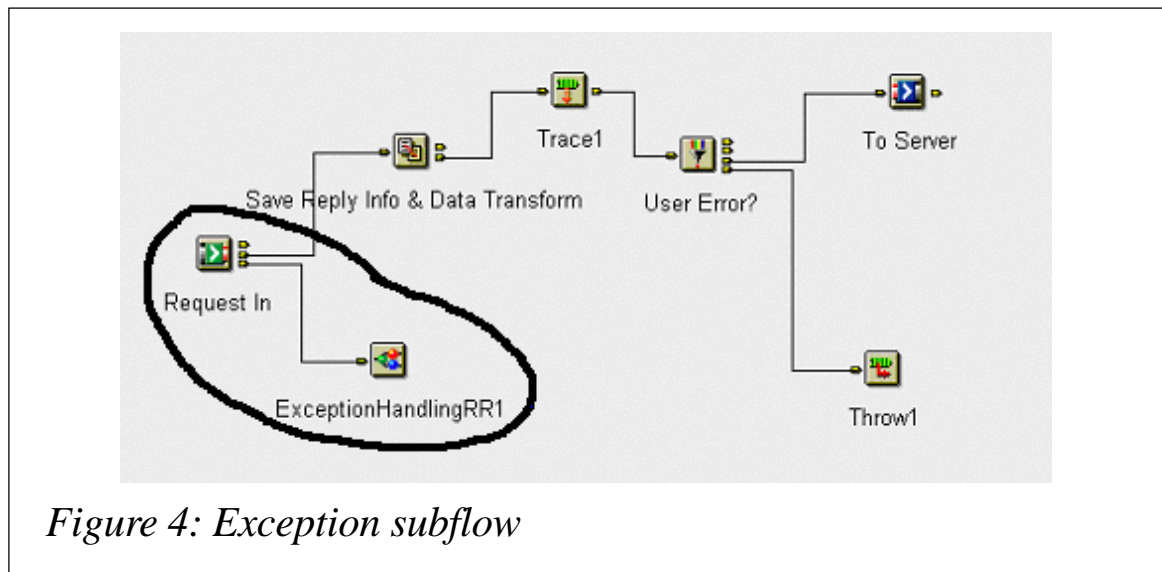 Trace1
To Server
Save Reply Info & Data Transform
User Error?
Request In
ExceptionHandlingRR1
Throw1
Figure 4: Exception subflow